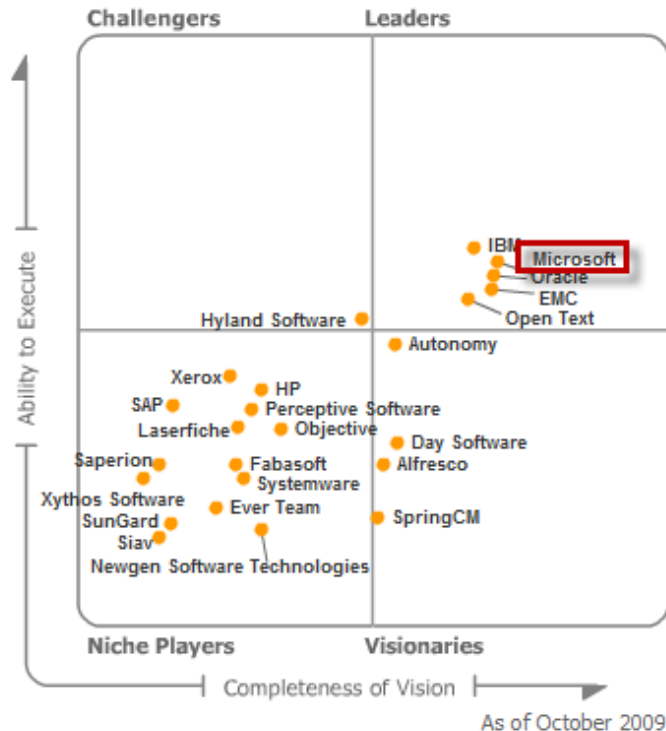 Challengers
Leaders
IBM
Microsoft
Oracle
EMC
Open Text
Hyland Software
Autonomy
Xerox
HP
SAP
Perceptive Software
Laserfiche
Objective
Day Software
Saperion
Fabasoft
Alfresco
Systemware
Xythos Software
Ever Team
SunGard
SpringCM
Siav
Newgen Software Technologies
Ability to Execute
Niche Players
Visionaries
Completeness of Vision
As of October 2009